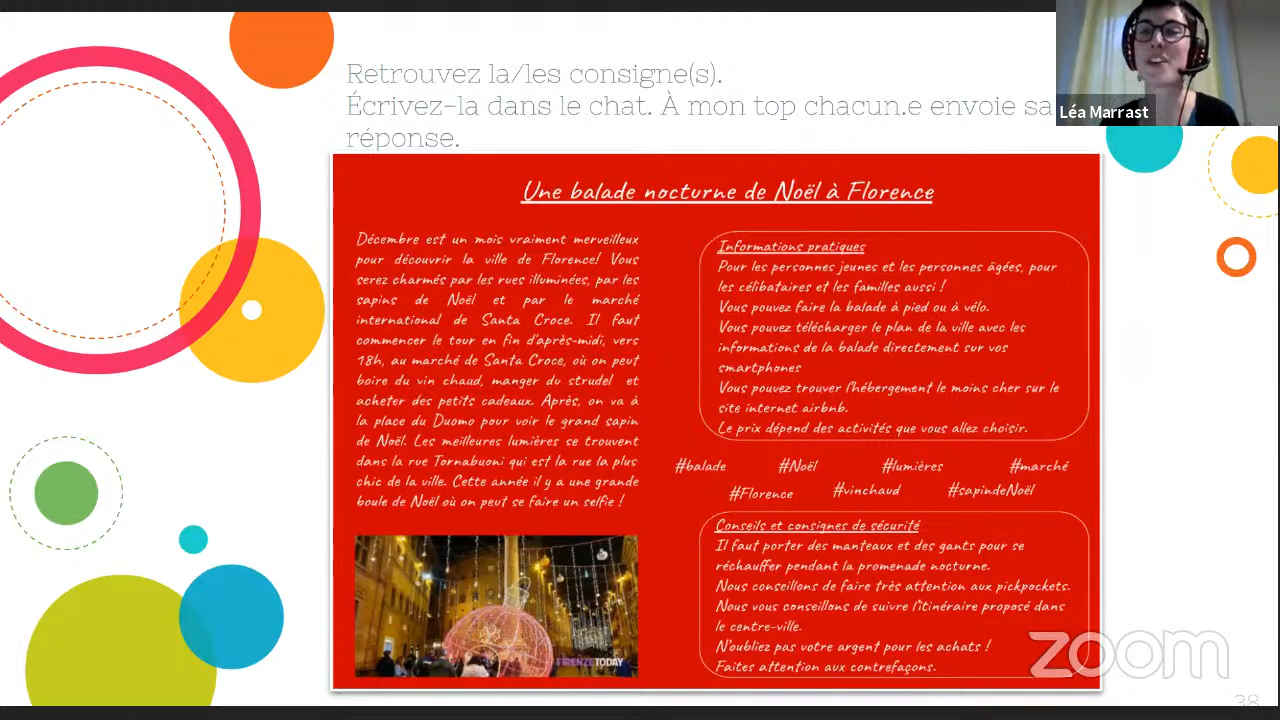 Retrouvez la/les consigne(s).
Écrivez-la dans le chat. À mon top chacun.e envoie sa
réponse.
Léa Marrast
Une balade nocturne de Noël à Florence
Décembre est un mois vraiment merveilleux
pour découvrir la ville de Florence! Vous
serez charmés par les rues illuminées, par les
sapins de Noël et par le marché
international de Santa Croce. Il faut
commencer le tour en fin d'après-midi, vers
18h, au marché de Santa Croce, où on peut
boire du vin chaud, manger du strudel et
acheter des petits cadeaux. Après, on va à
la place du Duomo pour voir le grand sapin
de Noël. Les meilleures lumières se trouvent
dans la rue Tornabuoni qui est la rue la plus
chic de la ville. Cette année il y a une grande
boule de Noël où on peut se faire un selfie !
FIRENZETODAY
Informations pratiques
Pour les personnes jeunes et les personnes âgées, pour
les célibataires et les familles aussi !
Vous pouvez faire la balade à pied ou à vélo.
Vous pouvez télécharger le plan de la ville avec les
informations de la balade directement sur vos
smartphones
Vous pouvez trouver l'hébergement le moins cher sur le
site internet airbnb.
Le prix dépend des activités que vous allez choisir.
#balade #Noël #lumières #marché
#Florence #vinchaud #sapindeNoël
Conseils et consignes de sécurité
Il faut porter des manteaux et des gants pour se
réchauffer pendant la promenade nocturne.
Nous conseillons de faire très attention aux pickpockets.
Nous vous conseillons de suivre l'itinéraire proposé dans
le centre-ville.
N'oubliez pas votre argent pour les achats !
Faites attention aux contrefaçons.
zoom
38